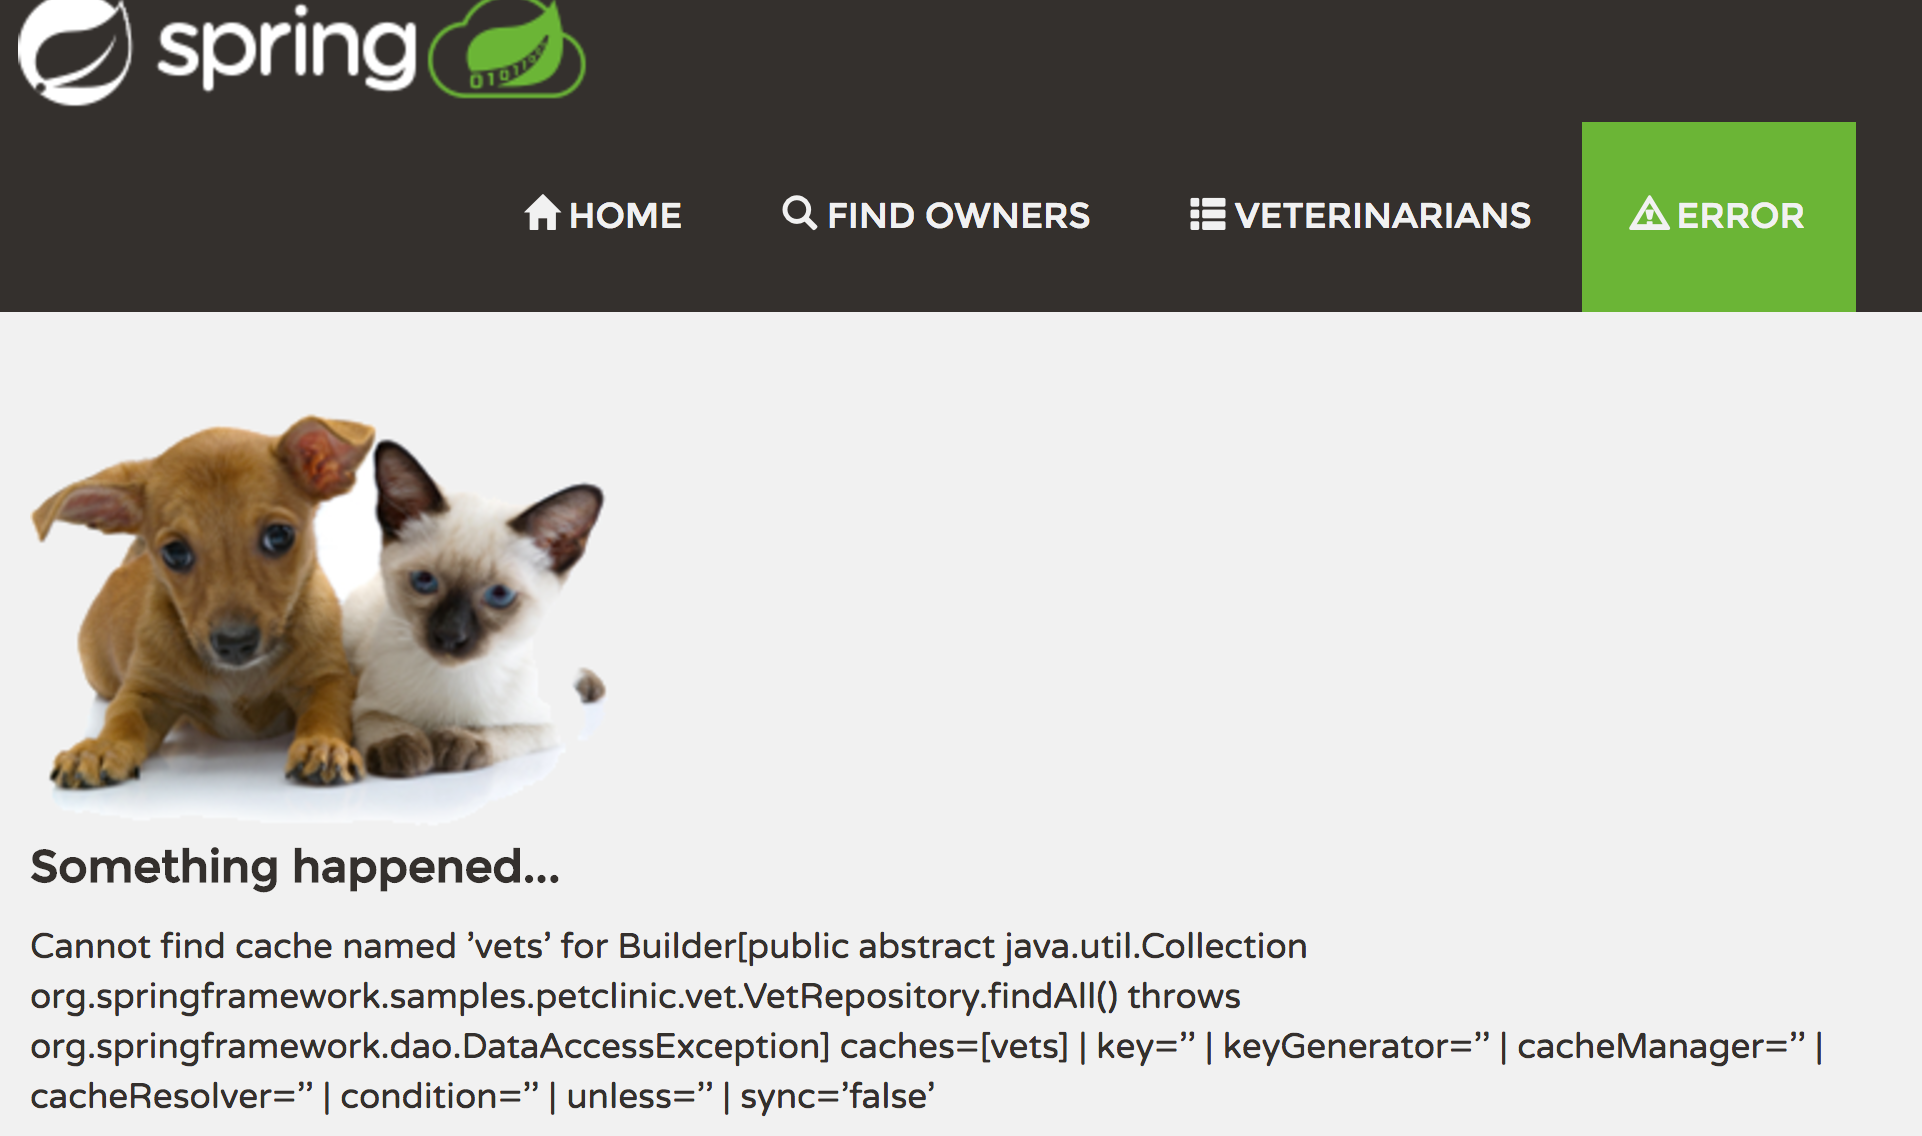 spring
0101110
HOME
FIND OWNERS
VETERINARIANS
ERROR
Something happened...
Cannot find cache named ’vets’ for Builder[public abstract java.util.Collection
org.springframework.samples.petclinic.vet.VetRepository.findAll() throws
org.springframework.dao.DataAccessException] caches=[vets] | key=’’ | keyGenerator=’’ | cacheManager=’’ |
cacheResolver=’’ | condition=’’ | unless=’’ | sync=’false’